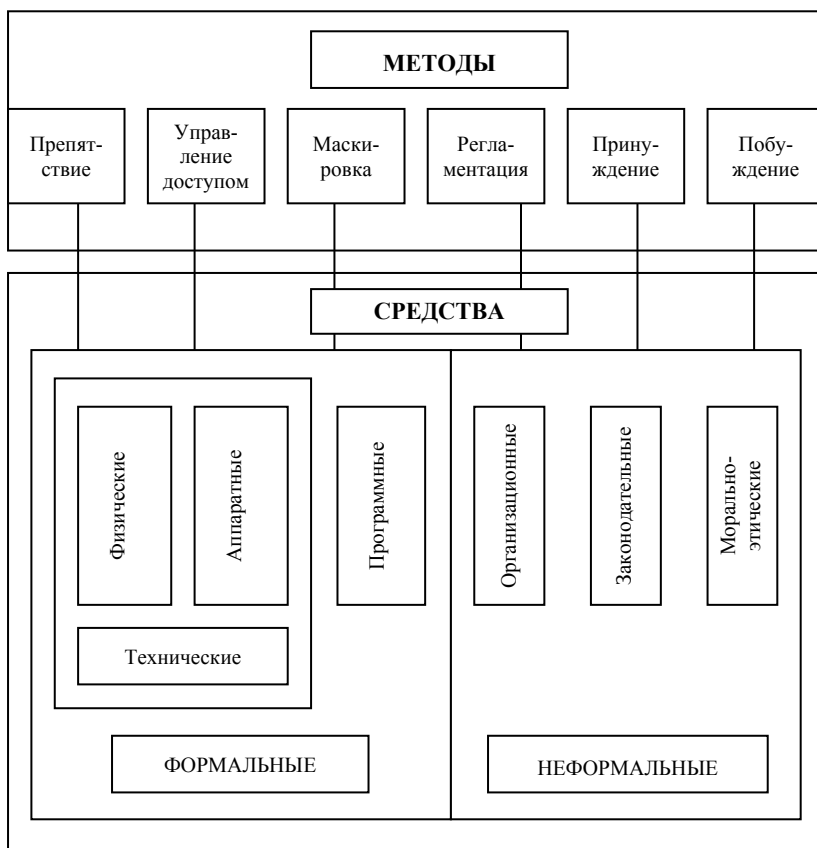 МЕТОДЫ
Препят-
ствие
Управ-
ление
доступом
Маски-
ровка
Регла-
ментация
Прину-
ждение
Побу-
ждение
СРЕДСТВА
Физические
Аппаратные
Программные
Организационные
Законодательные
Морально-
этические
Технические
ФОРМАЛЬНЫЕ
НЕФОРМАЛЬНЫЕ